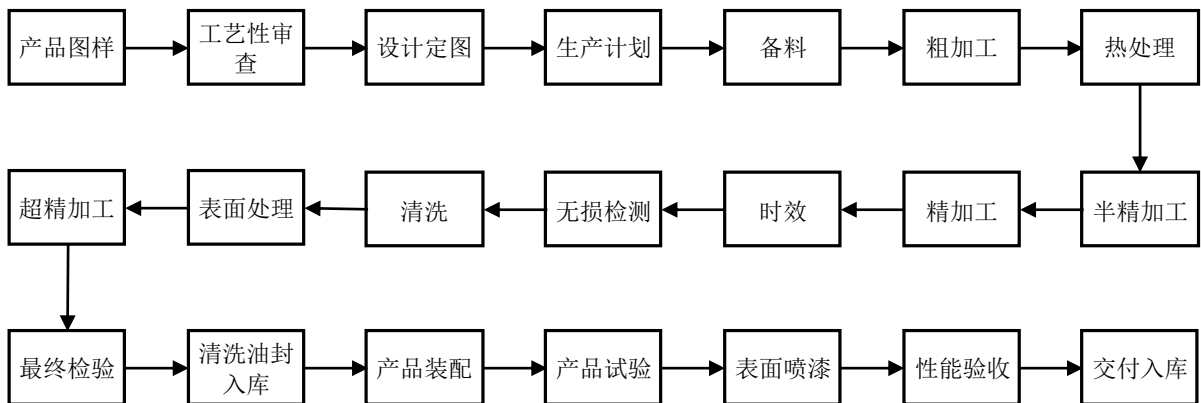 产品图样
工艺性审
查
设计定图
生产计划
备料
粗加工
热处理
半精加工
精加工
时效
无损检测
清洗
表面处理
超精加工
最终检验
清洗油封
入库
产品装配
产品试验
表面喷漆
性能验收
交付入库